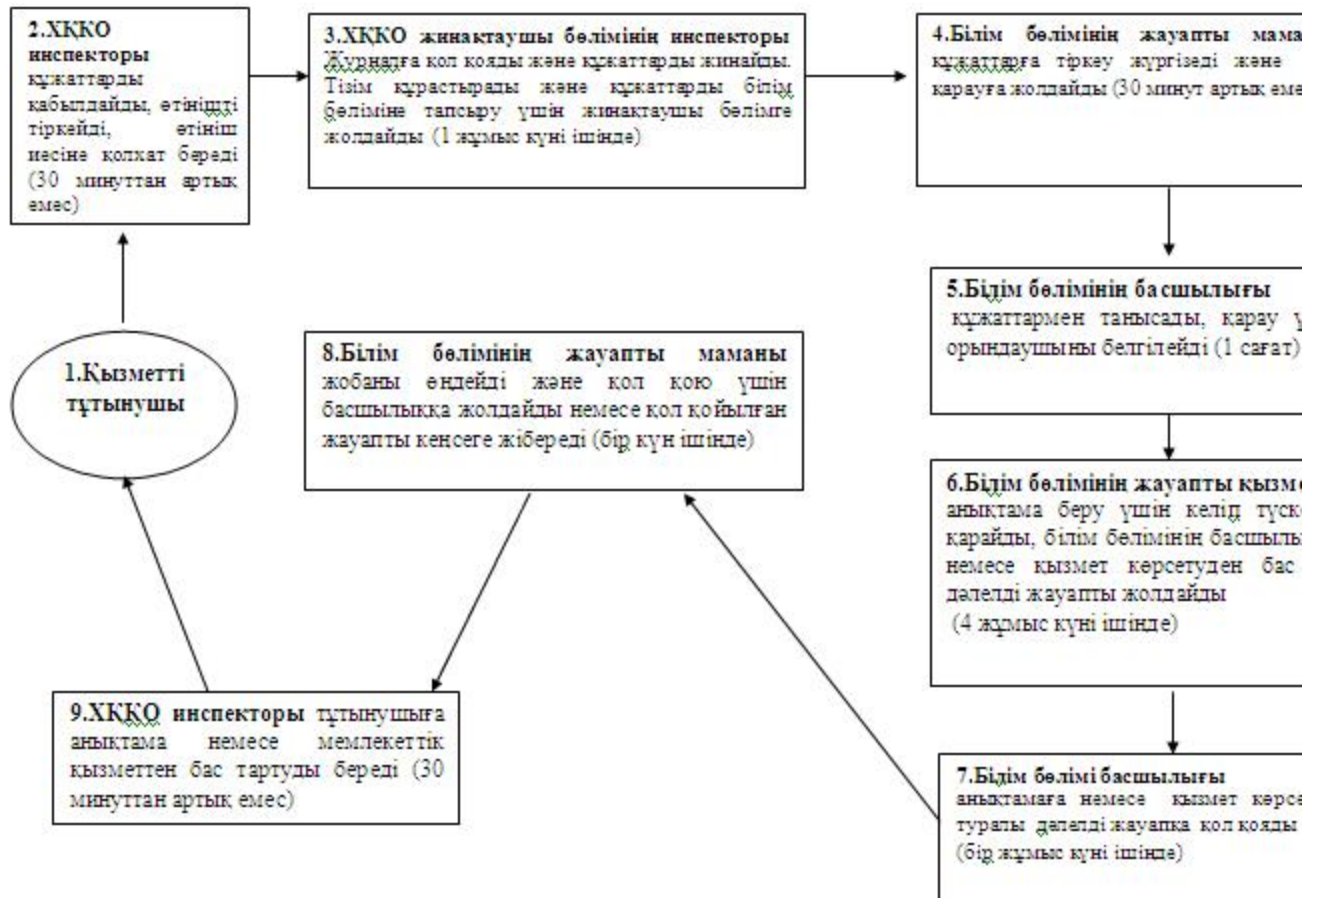 2.ХҚКО
инспекторы
құжаттарды
қабылдайды, өтінішті
тіркейді, өтініш
иесіне қолхат береді
(30 минуттан артық
емес)
3.ХҚКО жинақтаушы бөлімінің инспекторы
Журналға қол қояды және құжаттарды жинайды.
Тізім құрастырады және құжаттарды білім
бөліміне тапсыру үшін жинақтаушы бөлімге
жолдайды (1 жұмыс күні ішінде)
4.Білім бөлімінің жауапты мама
құжаттарға тіркеу жүргізеді және
қарауға жолдайды (30 минут артық еме
5.Білім бөлімінің басшылығы
құжаттармен танысады, қарау ү
орындаушыны белгілейді (1 сағат)
1.Қызметті
тұтынушы
8.Білім бөлімінің жауапты маманы
жобаны өңдейді және қол қою үшін
басшылыққа жолдайды немесе қол қойылған
жауапты кеңсеге жібереді (бір күн ішінде)
6.Білім бөлімінің жауапты қызме
анықтама беру үшін келіп түске
қарайды, білім бөлімінің басшылы
немесе қызмет көрсетуден бас
дәлелді жауапты жолдайды
(4 жұмыс күні ішінде)
9.ХҚКО инспекторы тұтынушыға
анықтама немесе мемлекеттік
қызметтен бас тартуды береді (30
минуттан артық емес)
7.Білім бөлімі басшылығы
анықтамаға немесе қызмет көрсе
туралы дәлелді жауапқа қол қояды
(бір жұмыс күні ішінде)